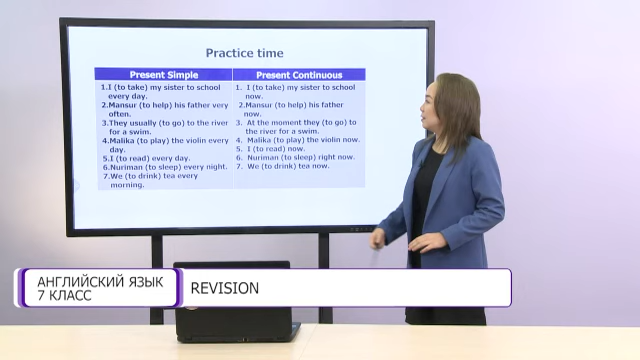 Practice time
Present Simple
1.I (to take) my sister to school
every day.
2.Mansur (to help) his father very
often.
3.They usually (to go) to the river
for a swim.
4.Malika (to play) the violin every
day.
5.I (to read) every day.
6.Nuriman (to sleep) every night.
7.We (to drink) tea every
morning.
Present Continuous
1. I (to take) my sister to school
now.
2.Mansur (to help) his father
now.
3. At the moment they (to go) to
the river for a swim.
4. Malika (to play) the violin now.
5. I (to read) now.
6. Nuriman (to sleep) right now.
7. We (to drink) tea now.
АНГЛИЙСКИЙ ЯЗЫК
7 КЛАСС
REVISION